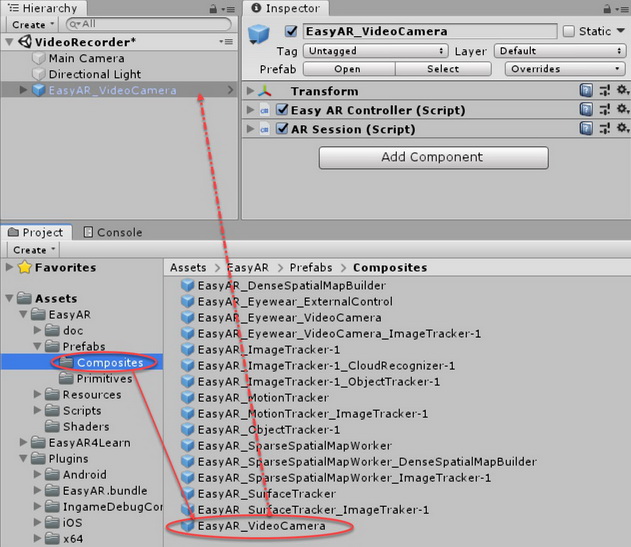 Hierarchy
Create
All
VideoRecorder*
Main Camera
Directional Light
EasyAR_VideoCamera
Inspector
EasyAR_VideoCamera
Static
Tag Untagged Layer Default
Prefab Open Select Overrides
Transform
Easy AR Controller (Script)
AR Session (Script)
Add Component
Project Console
Create
Favorites
Assets
EasyAR
doc
Prefabs
Composites
Primitives
Resources
Scripts
Shaders
EasyAR4Learn
Plugins
Android
EasyAR.bundle
IngameDebugCor
iOS
x64
Assets > EasyAR > Prefabs > Composites
EasyAR_DenseSpatialMapBuilder
EasyAR_Eyewear_ExternalControl
EasyAR_Eyewear_VideoCamera
EasyAR_Eyewear_VideoCamera_ImageTracker-1
EasyAR_ImageTracker-1
EasyAR_ImageTracker-1_CloudRecognizer-1
EasyAR_ImageTracker-1_ObjectTracker-1
EasyAR_MotionTracker
EasyAR_MotionTracker_ImageTracker-1
EasyAR_ObjectTracker-1
EasyAR_SparseSpatialMapWorker
EasyAR_SparseSpatialMapWorker_DenseSpatialMapBuilder
EasyAR_SparseSpatialMapWorker_ImageTracker-1
EasyAR_SurfaceTracker
EasyAR_SurfaceTracker_ImageTraker-1
EasyAR_VideoCamera